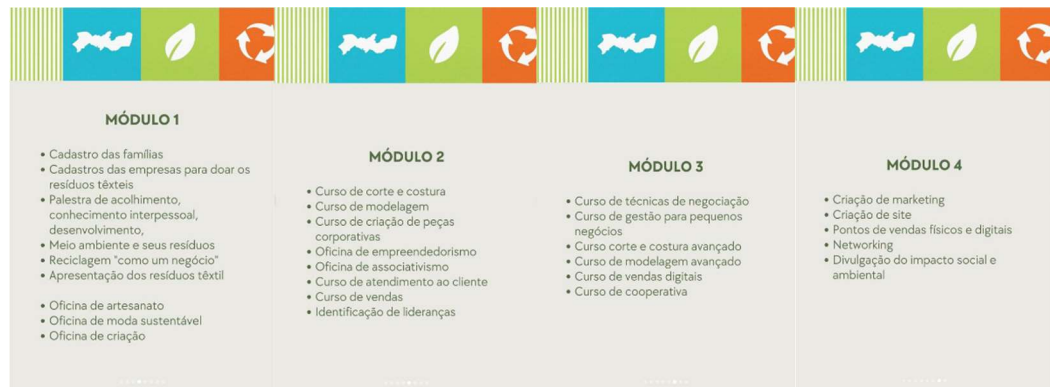 MÓDULO 1
• Cadastro das famílias
• Cadastros das empresas para doar os
resíduos têxteis
• Palestra de acolhimento,
conhecimento interpessoal,
desenvolvimento,
• Meio ambiente e seus resíduos
• Reciclagem "como um negócio"
• Apresentação dos resíduos têxtil
• Oficina de artesanato
• Oficina de moda sustentável
• Oficina de criação
MÓDULO 2
• Curso de corte e costura
• Curso de modelagem
• Curso de criação de peças
corporativas
• Oficina de empreendedorismo
• Oficina de associativismo
• Curso de atendimento ao cliente
• Curso de vendas
• Identificação de lideranças
MÓDULO 3
• Curso de técnicas de negociação
• Curso de gestão para pequenos
negócios
• Curso corte e costura avançado
• Curso de modelagem avançado
• Curso de vendas digitais
• Curso de cooperativa
MÓDULO 4
• Criação de marketing
• Criação de site
• Pontos de vendas físicos e digitais
• Networking
• Divulgação do impacto social e
ambiental